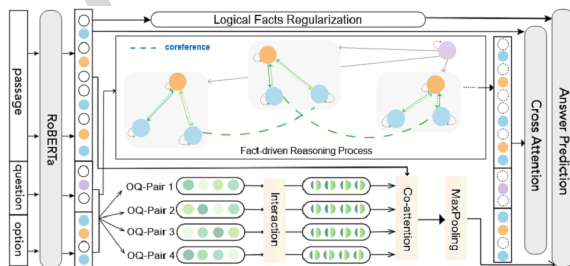 Logical Facts Regularization
coreference
Fact-driven Reasoning Process
passage
question
option
RoBERTa
OQ-Pair 1
OQ-Pair 2
OQ-Pair 3
OQ-Pair 4
Interaction
Co-attention
MaxPooling
Cross Attention
Answer Prediction